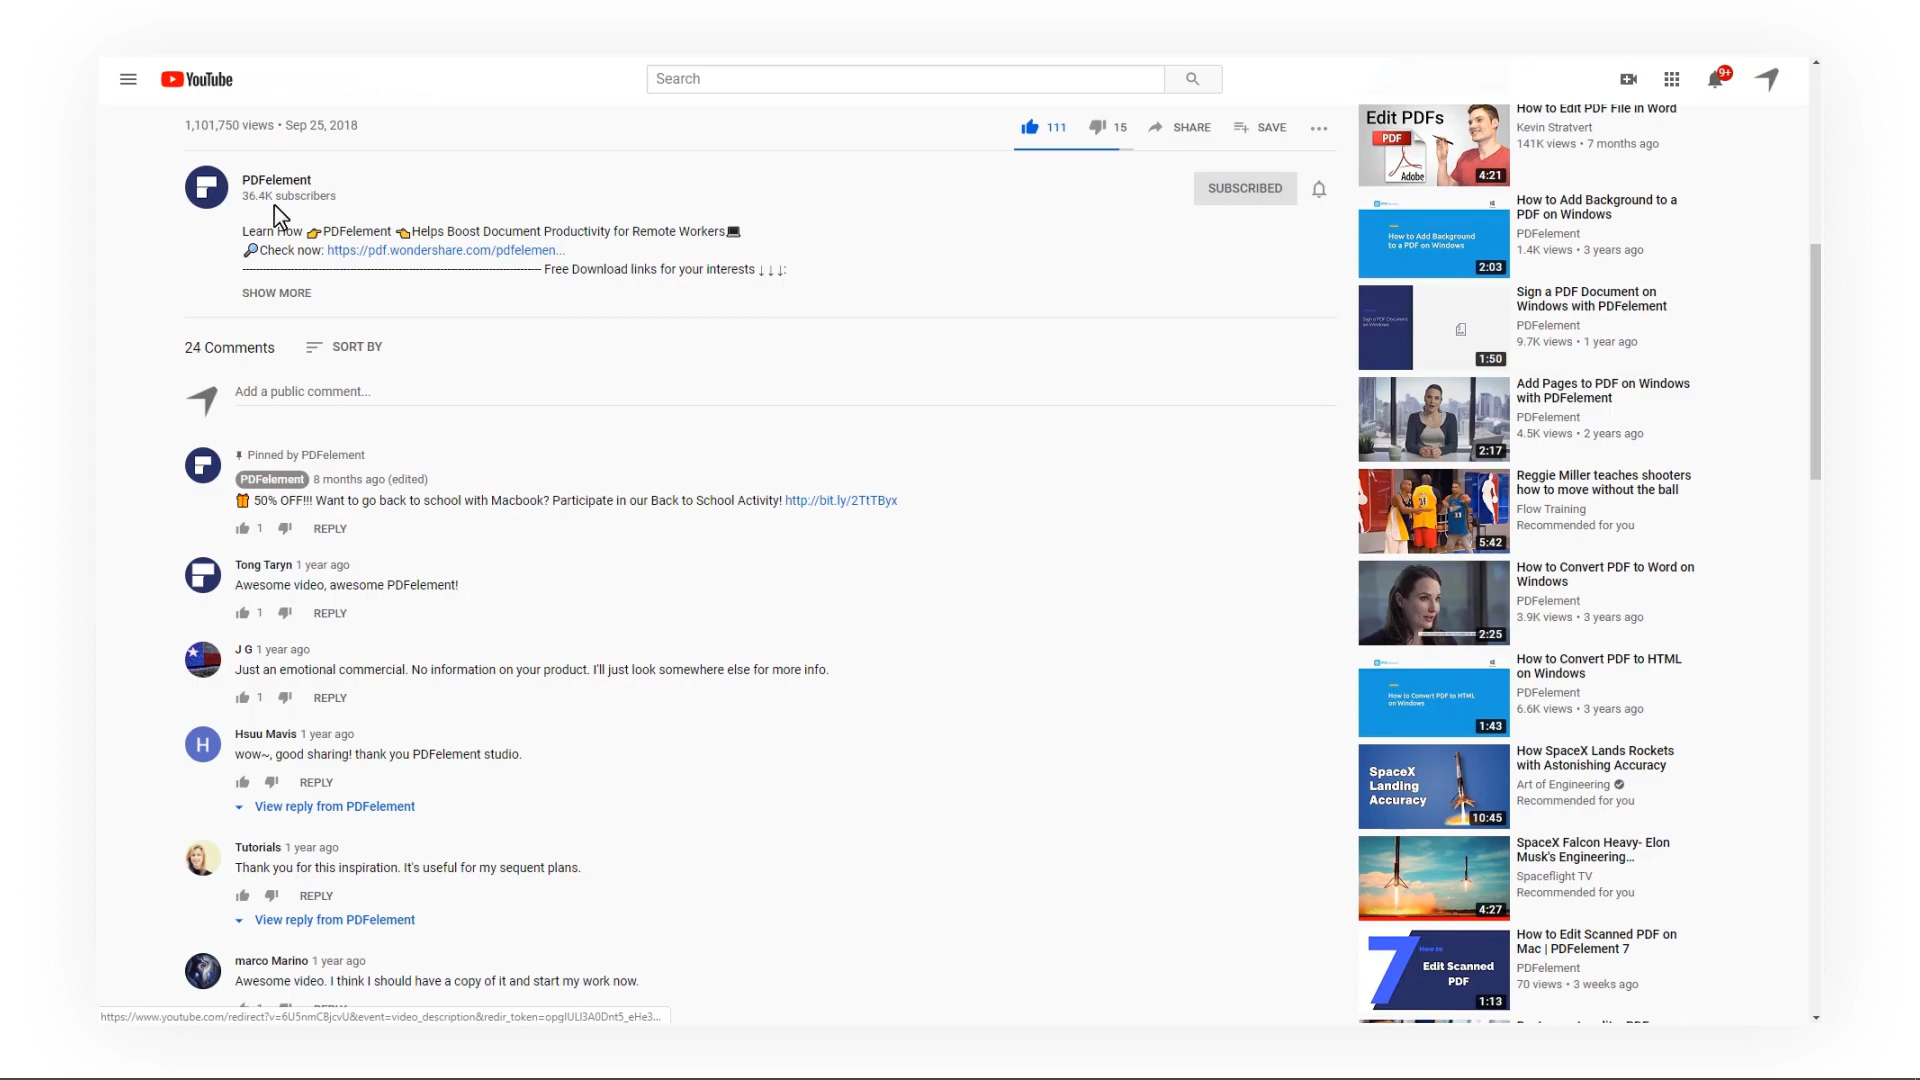 YouTube
Search
9+
1,101,750 views • Sep 25, 2018
111
15
SHARE
SAVE
PDFelement
36.4K subscribers
SUBSCRIBED
Learn how 👉PDFelement 👈Helps Boost Document Productivity for Remote Workers💻
🔎Check now: https://pdf.wondershare.com/pdfelemen...
Free Download links for your interests ↓ ↓ ↓:
SHOW MORE
24 Comments
SORT BY
Add a public comment...
Pinned by PDFelement
PDFelement 8 months ago (edited)
🎁 50% OFF!!! Want to go back to school with Macbook? Participate in our Back to School Activity! http://bit.ly/2TtTByx
1
REPLY
Tong Taryn 1 year ago
Awesome video, awesome PDFelement!
1
REPLY
J G 1 year ago
Just an emotional commercial. No information on your product. I'll just look somewhere else for more info.
1
REPLY
H
Hsuu Mavis 1 year ago
wow~, good sharing! thank you PDFelement studio.
REPLY
View reply from PDFelement
Tutorials 1 year ago
Thank you for this inspiration. It's useful for my sequent plans.
REPLY
View reply from PDFelement
marco Marino 1 year ago
Awesome video. I think I should have a copy of it and start my work now.
https://www.youtube.com/redirect?v=6U5nmCBjcvU&event=video_description&redir_token=opgIULI3A0Dnt5_eHe3...
Edit PDFs
PDF
Adobe
4:21
How to Edit PDF File in Word
Kevin Stratvert
141K views • 7 months ago
How to Add Background
to a PDF on Windows
2:03
How to Add Background to a
PDF on Windows
PDFelement
1.4K views • 3 years ago
Sign a PDF Document
on Windows
1:50
Sign a PDF Document on
Windows with PDFelement
PDFelement
9.7K views • 1 year ago
2:17
Add Pages to PDF on Windows
with PDFelement
PDFelement
4.5K views • 2 years ago
5:42
Reggie Miller teaches shooters
how to move without the ball
Flow Training
Recommended for you
2:25
How to Convert PDF to Word on
Windows
PDFelement
3.9K views • 3 years ago
How to Convert PDF to HTML
on Windows
1:43
How to Convert PDF to HTML
on Windows
PDFelement
6.6K views • 3 years ago
SpaceX
Landing
Accuracy
10:45
How SpaceX Lands Rockets
with Astonishing Accuracy
Art of Engineering
Recommended for you
4:27
SpaceX Falcon Heavy- Elon
Musk's Engineering...
Spaceflight TV
Recommended for you
7
How to
Edit Scanned
PDF
1:13
How to Edit Scanned PDF on
Mac | PDFelement 7
PDFelement
70 views • 3 weeks ago